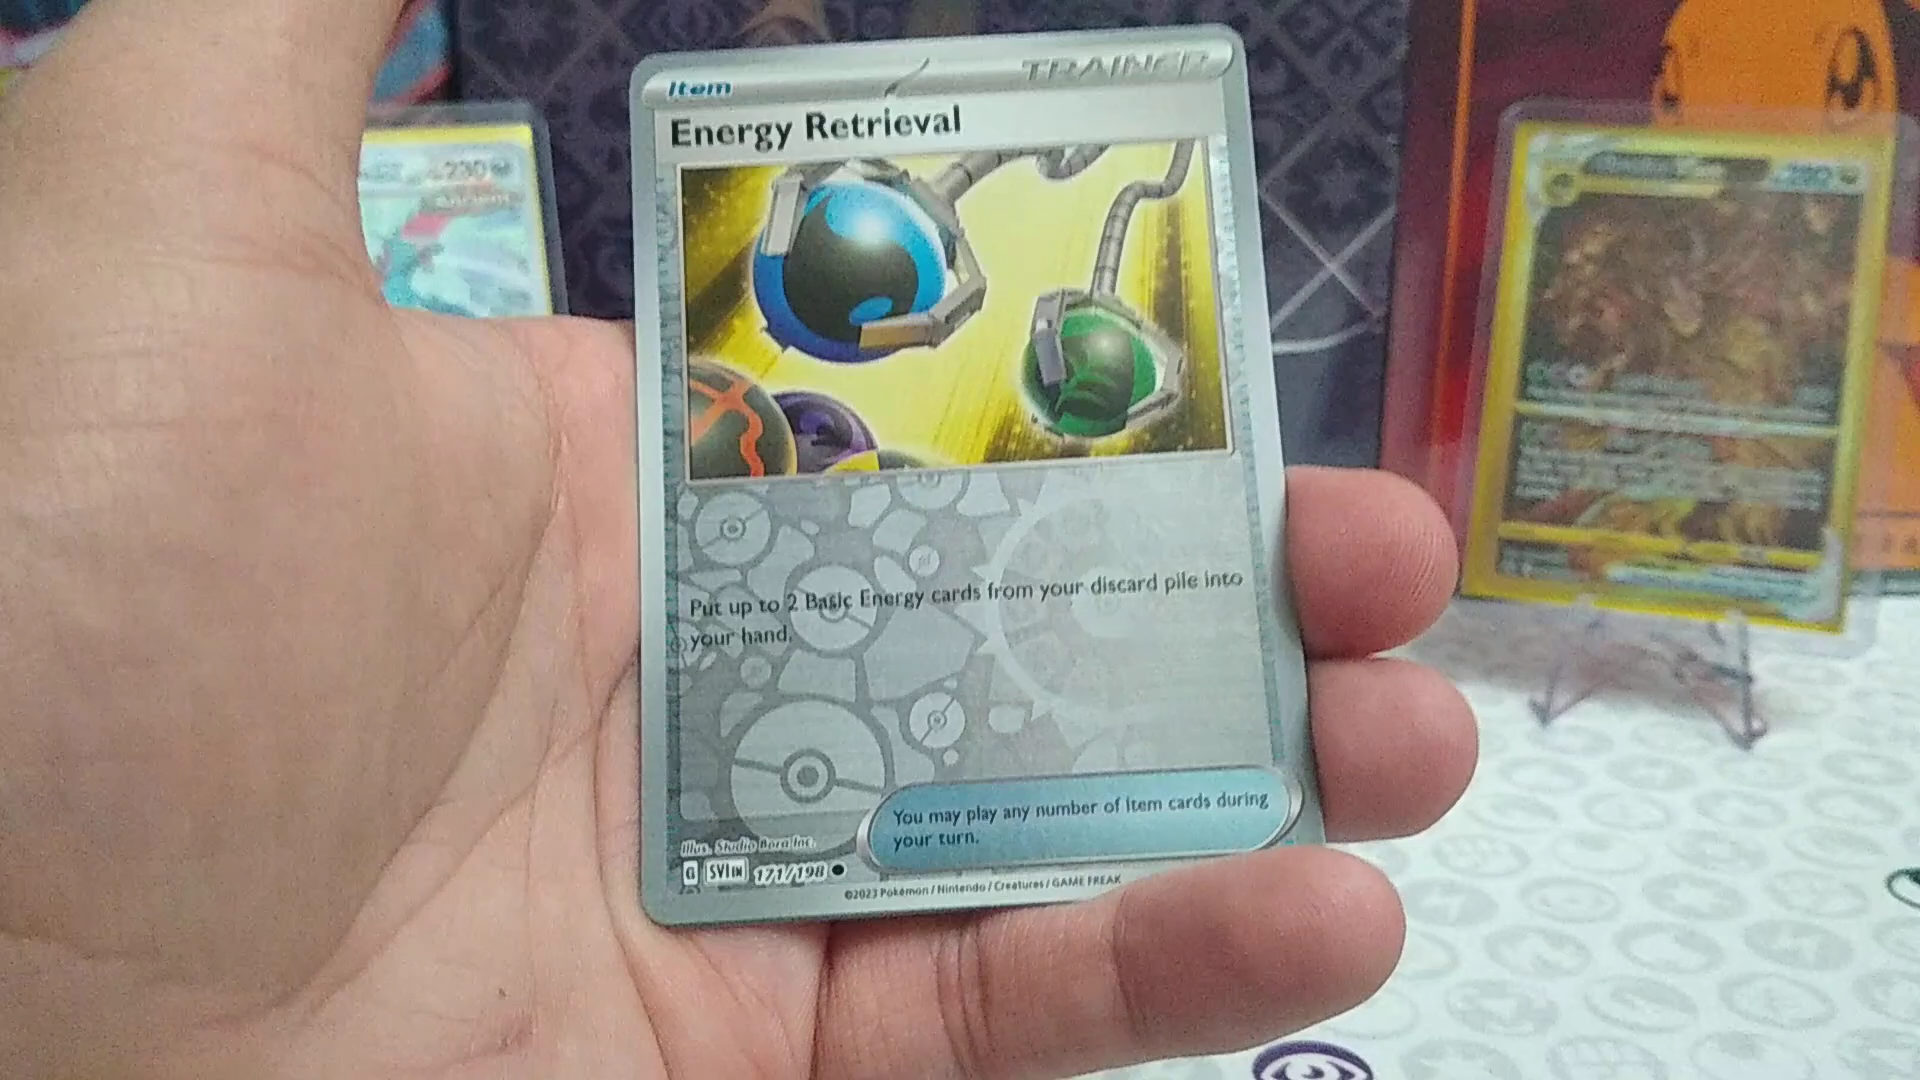 Item
TRAINER
Energy Retrieval
Put up to 2 Basic Energy cards from your discard pile into
your hand.
You may play any number of Item cards during
your turn.
Illus. Studio Bora Inc.
G SVI EN 171/198
©2023 Pokémon / Nintendo / Creatures / GAME FREAK
230